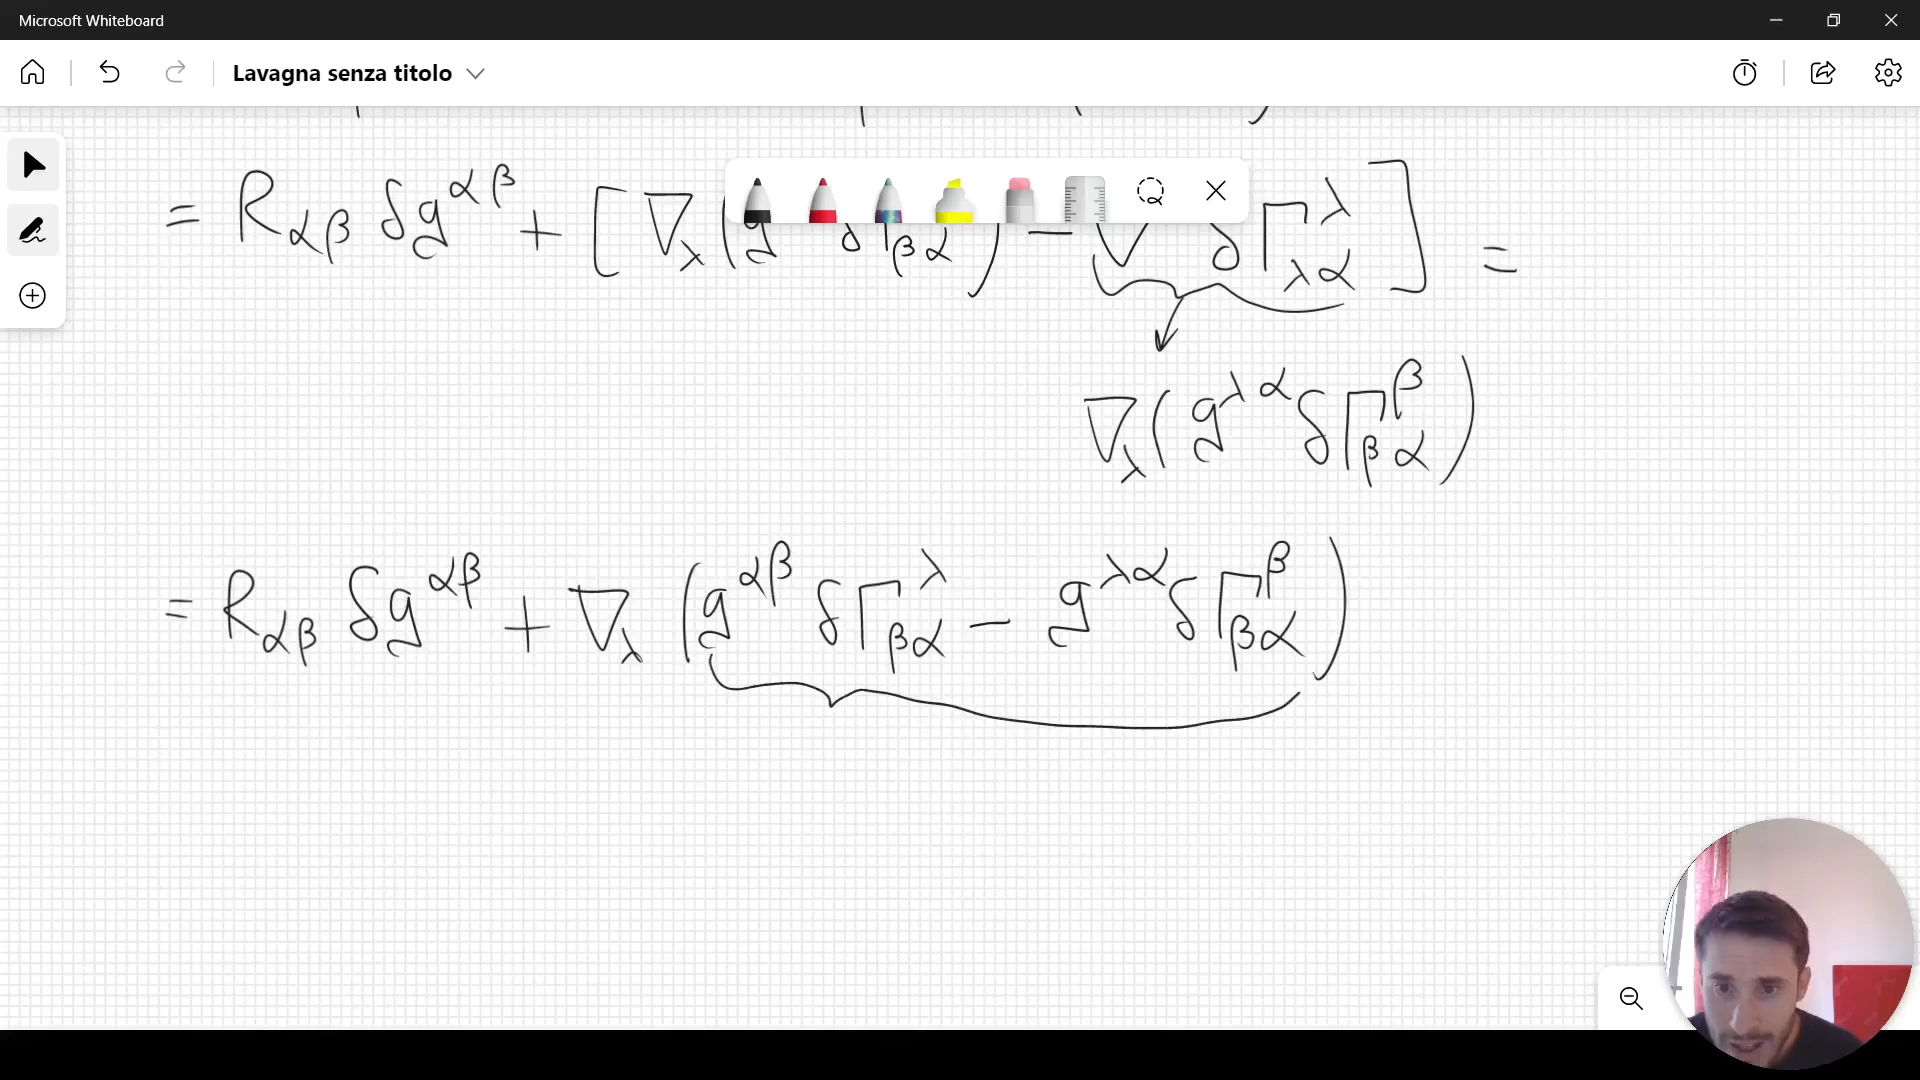 Microsoft Whiteboard
Lavagna senza titolo
= R_{αβ} δg^{αβ} + [∇_λ (g δΓ_{βα}) − ∇ δΓ^λ_{λα}] =
∇_λ (g^{λα} δΓ^β_{βα})
= R_{αβ} δg^{αβ} + ∇_λ (g^{αβ} δΓ^λ_{βα} − g^{λα} δΓ^β_{βα})